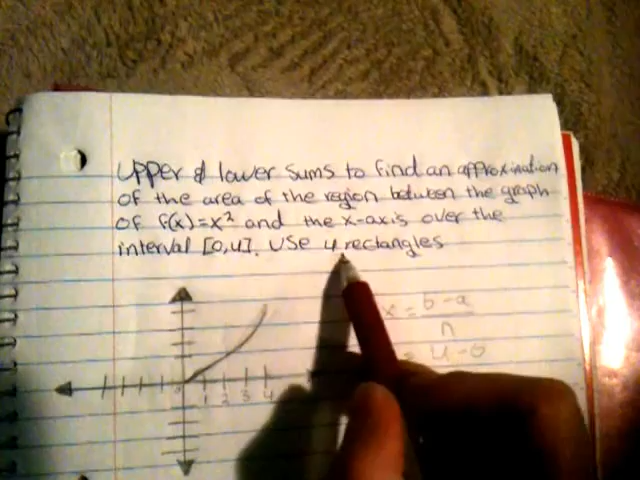 Upper & lower sums to find an approximation
of the area of the region between the graph
of f(x)=x² and the x-axis over the
interval [0,4]. Use 4 rectangles
x = b-a
n
= 4-0
1 2 3 4